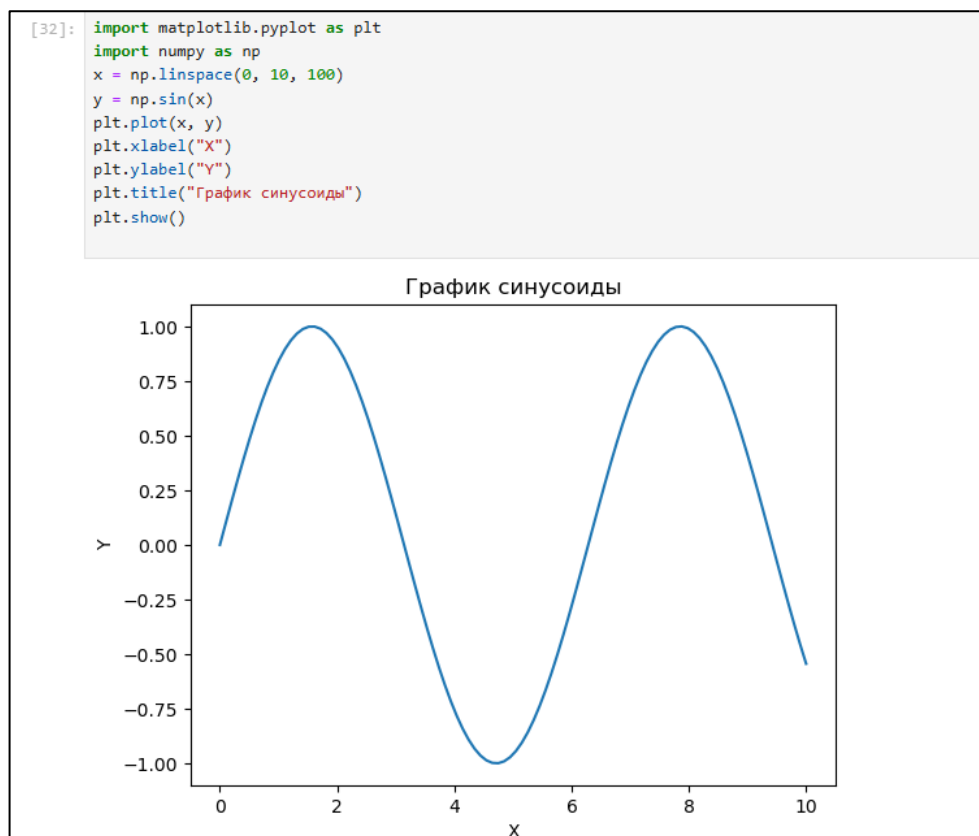 [32]: import matplotlib.pyplot as plt
import numpy as np
x = np.linspace(0, 10, 100)
y = np.sin(x)
plt.plot(x, y)
plt.xlabel("X")
plt.ylabel("Y")
plt.title("График синусоиды")
plt.show()
График синусоиды
1.00
0.75
0.50
0.25
0.00
−0.25
−0.50
−0.75
−1.00
Y
0 2 4 6 8 10
X